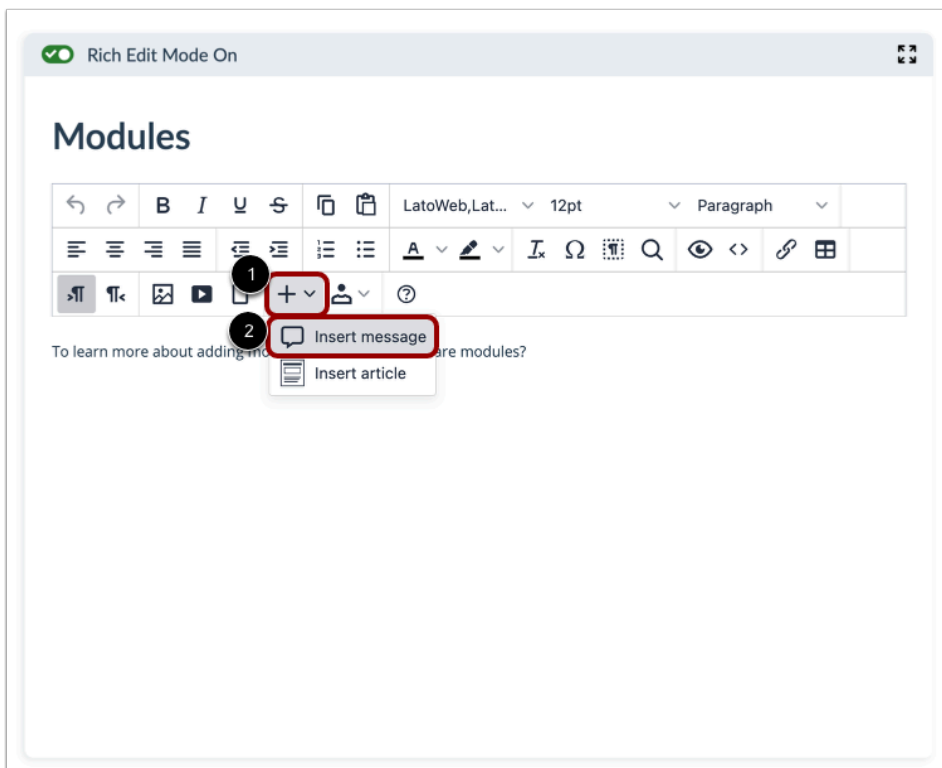 Rich Edit Mode On
Modules
B I U S LatoWeb,Lat... 12pt Paragraph
A Ω
1
2
Insert message
To learn more about adding mo are modules?
Insert article